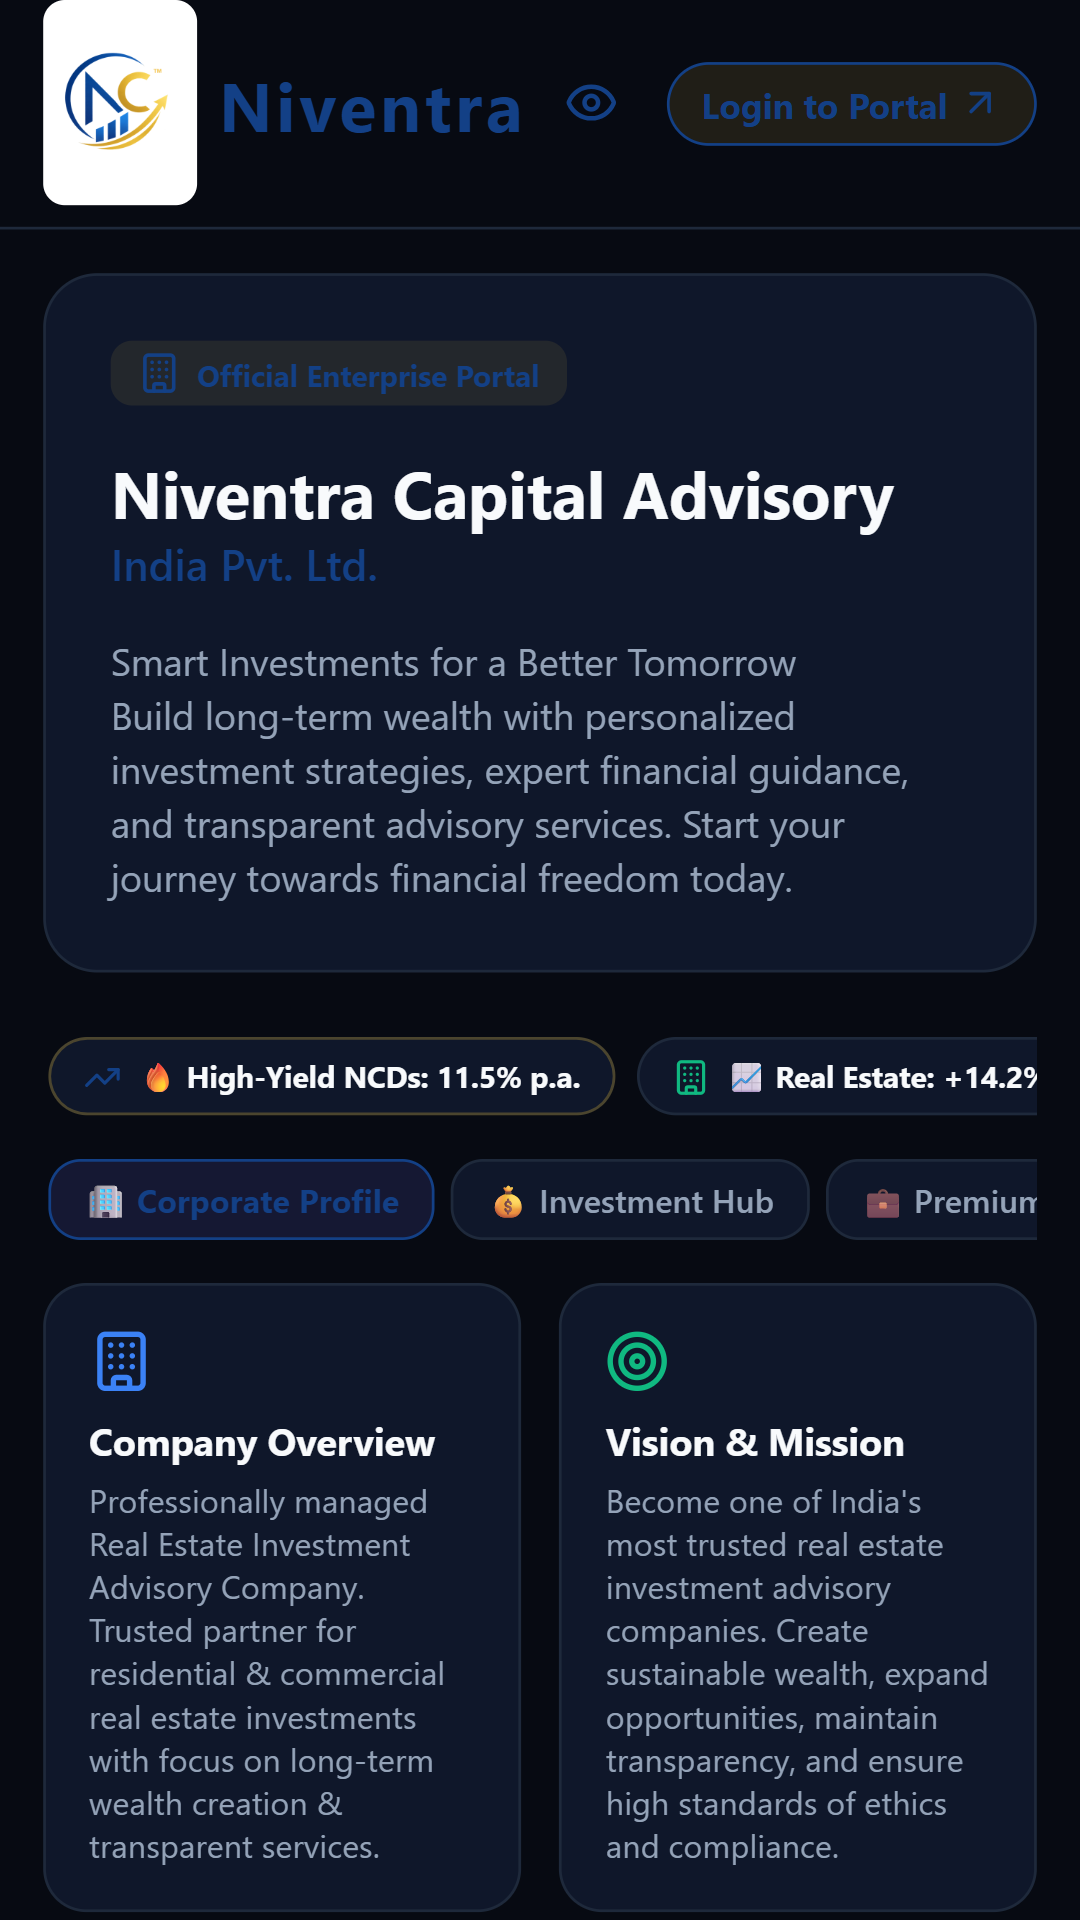 NC™
Niventra
Login to Portal
Official Enterprise Portal
Niventra Capital Advisory
India Pvt. Ltd.
Smart Investments for a Better Tomorrow
Build long-term wealth with personalized
investment strategies, expert financial guidance,
and transparent advisory services. Start your
journey towards financial freedom today.
High-Yield NCDs: 11.5% p.a.
Real Estate: +14.2%
Corporate Profile
Investment Hub
Premium
Company Overview
Professionally managed
Real Estate Investment
Advisory Company.
Trusted partner for
residential & commercial
real estate investments
with focus on long-term
wealth creation &
transparent services.
Vision & Mission
Become one of India's
most trusted real estate
investment advisory
companies. Create
sustainable wealth, expand
opportunities, maintain
transparency, and ensure
high standards of ethics
and compliance.